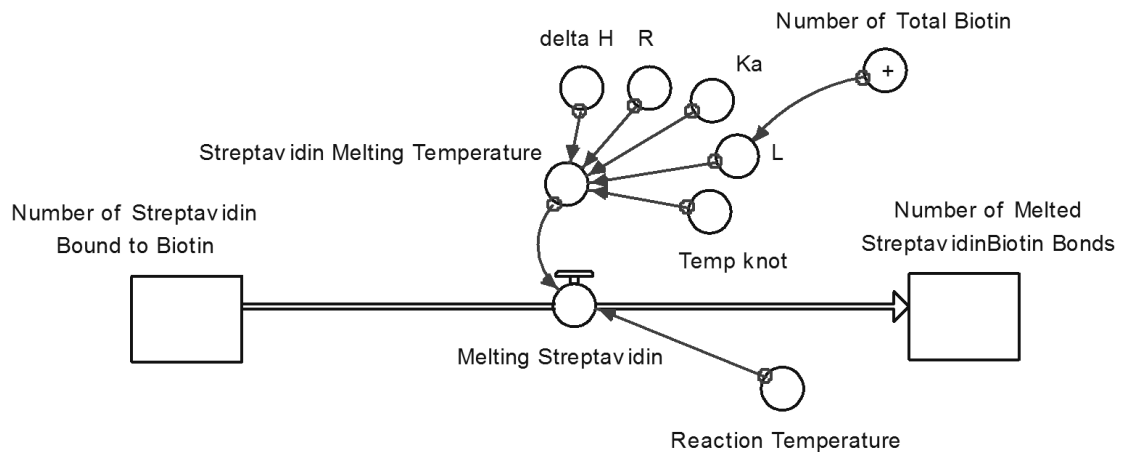 Number of Total Biotin
delta H
R
Ka
Streptavidin Melting Temperature
L
+
Number of Streptavidin
Bound to Biotin
Number of Melted
StreptavidinBiotin Bonds
Temp knot
Melting Streptavidin
Reaction Temperature